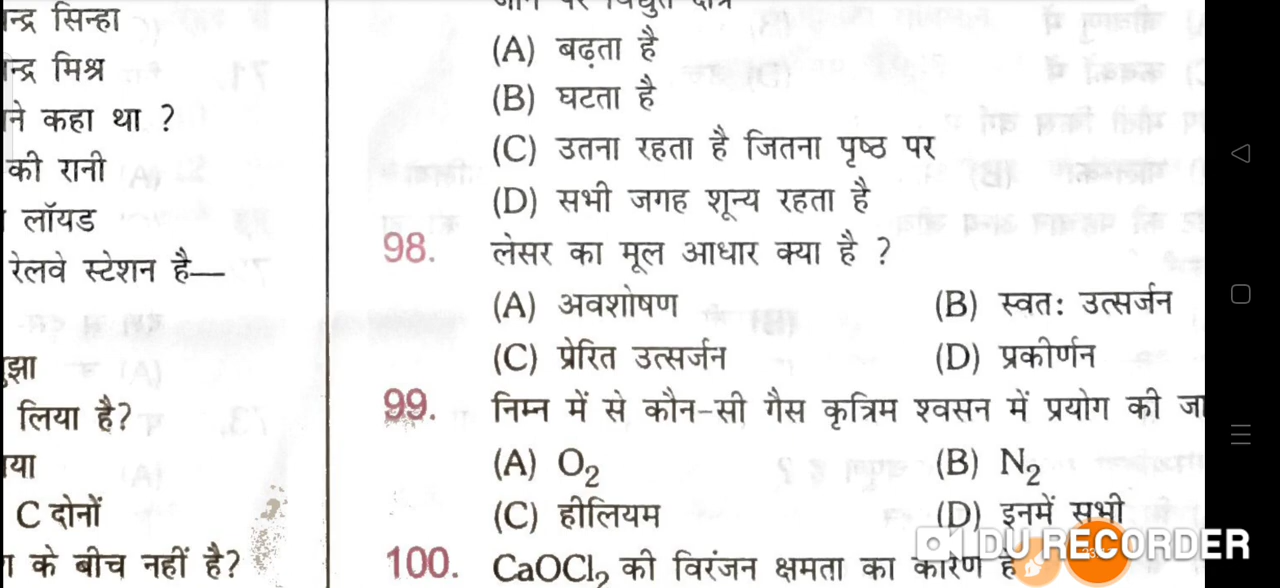 न्द्र सिन्हा
न्द्र मिश्र
ने कहा था ?
की रानी
लॉयड
रेलवे स्टेशन है—
लिया है?
C दोनों
के बीच नहीं है?
(A) बढ़ता है
(B) घटता है
(C) उतना रहता है जितना पृष्ठ पर
(D) सभी जगह शून्य रहता है
98. लेसर का मूल आधार क्या है ?
(A) अवशोषण (B) स्वतः उत्सर्जन
(C) प्रेरित उत्सर्जन (D) प्रकीर्णन
99. निम्न में से कौन-सी गैस कृत्रिम श्वसन में प्रयोग की जा
(A) O₂ (B) N₂
(C) हीलियम (D) इनमें सभी
100. CaOCl₂ की विरंजन क्षमता का कारण है
DU RECORDER